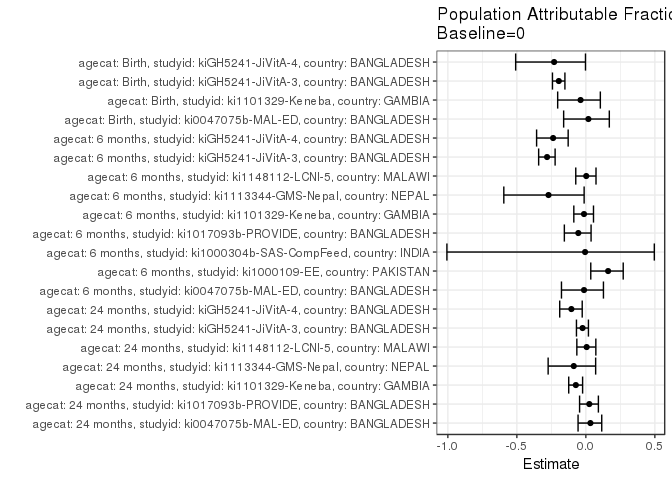 Population Attributable Fractio
Baseline=0
agecat: Birth, studyid: kiGH5241-JiVitA-4, country: BANGLADESH
agecat: Birth, studyid: kiGH5241-JiVitA-3, country: BANGLADESH
agecat: Birth, studyid: ki1101329-Keneba, country: GAMBIA
agecat: Birth, studyid: ki0047075b-MAL-ED, country: BANGLADESH
agecat: 6 months, studyid: kiGH5241-JiVitA-4, country: BANGLADESH
agecat: 6 months, studyid: kiGH5241-JiVitA-3, country: BANGLADESH
agecat: 6 months, studyid: ki1148112-LCNI-5, country: MALAWI
agecat: 6 months, studyid: ki1113344-GMS-Nepal, country: NEPAL
agecat: 6 months, studyid: ki1101329-Keneba, country: GAMBIA
agecat: 6 months, studyid: ki1017093b-PROVIDE, country: BANGLADESH
agecat: 6 months, studyid: ki1000304b-SAS-CompFeed, country: INDIA
agecat: 6 months, studyid: ki1000109-EE, country: PAKISTAN
agecat: 6 months, studyid: ki0047075b-MAL-ED, country: BANGLADESH
agecat: 24 months, studyid: kiGH5241-JiVitA-4, country: BANGLADESH
agecat: 24 months, studyid: kiGH5241-JiVitA-3, country: BANGLADESH
agecat: 24 months, studyid: ki1148112-LCNI-5, country: MALAWI
agecat: 24 months, studyid: ki1113344-GMS-Nepal, country: NEPAL
agecat: 24 months, studyid: ki1101329-Keneba, country: GAMBIA
agecat: 24 months, studyid: ki1017093b-PROVIDE, country: BANGLADESH
agecat: 24 months, studyid: ki0047075b-MAL-ED, country: BANGLADESH
-1.0 -0.5 0.0 0.5
Estimate